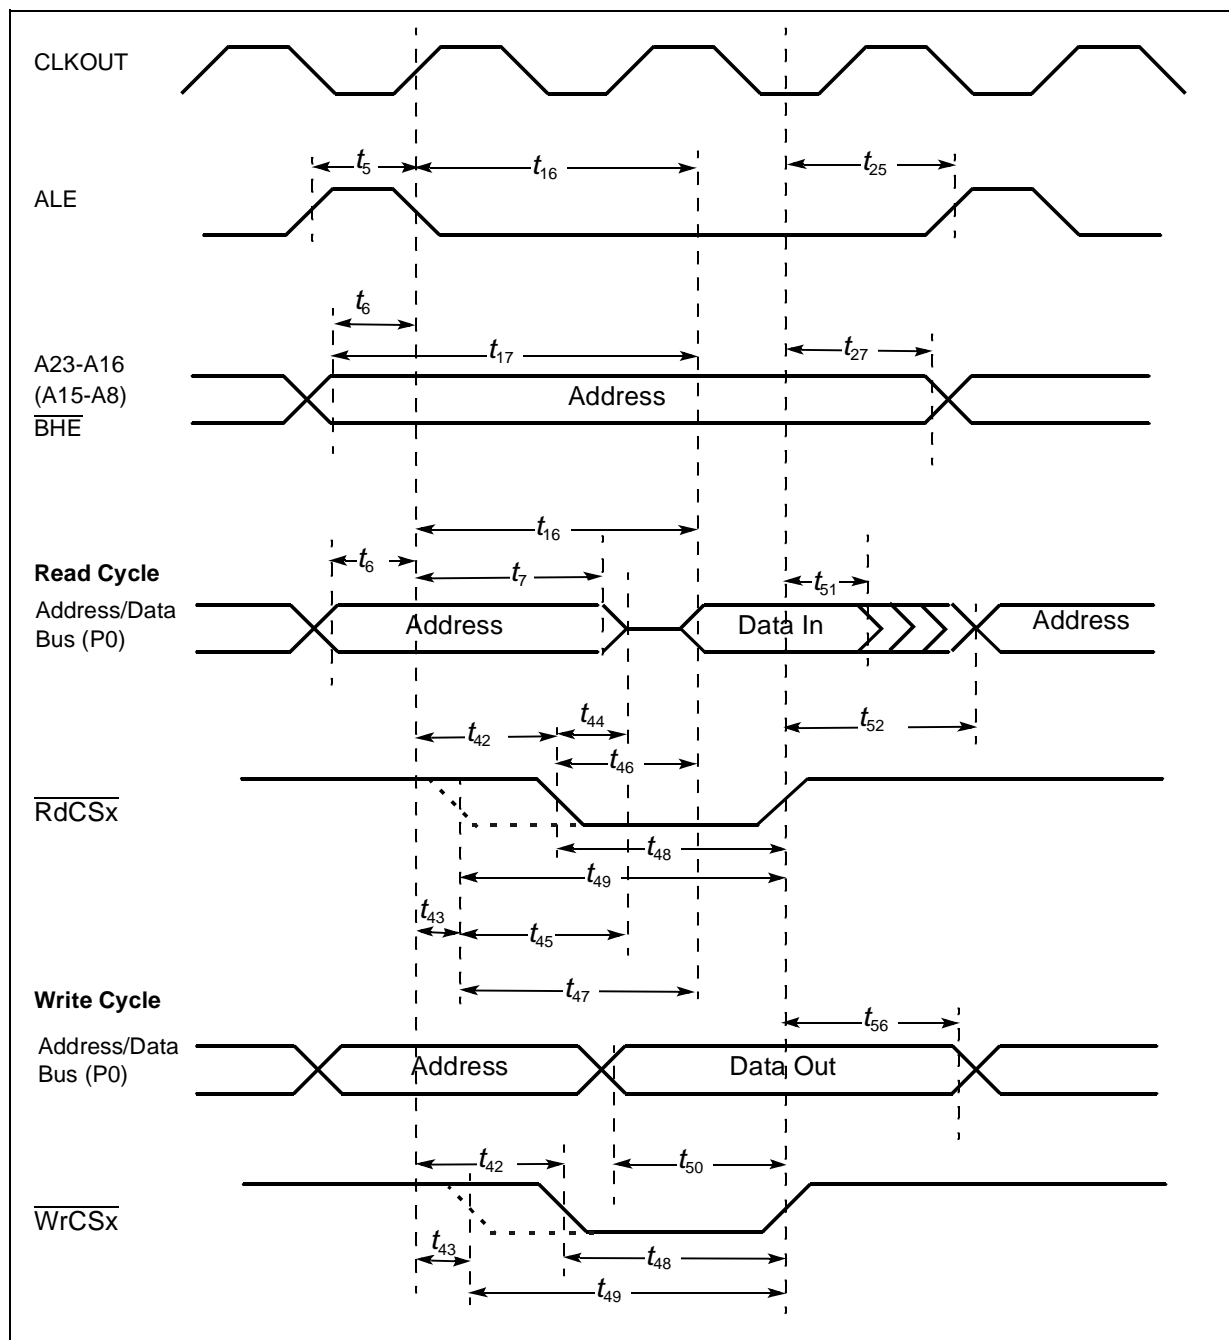 CLKOUT
t5
t16
t25
ALE
t6
t17
t27
A23-A16
(A15-A8)
BHE
Address
t16
t6
t7
t51
Read Cycle
Address/Data
Bus (P0)
Address
Data In
Address
t42
t44
t52
t46
RdCSx
t48
t49
t43
t45
t47
Write Cycle
t56
Address/Data
Bus (P0)
Address
Data Out
t42
t50
WrCSx
t43
t48
t49